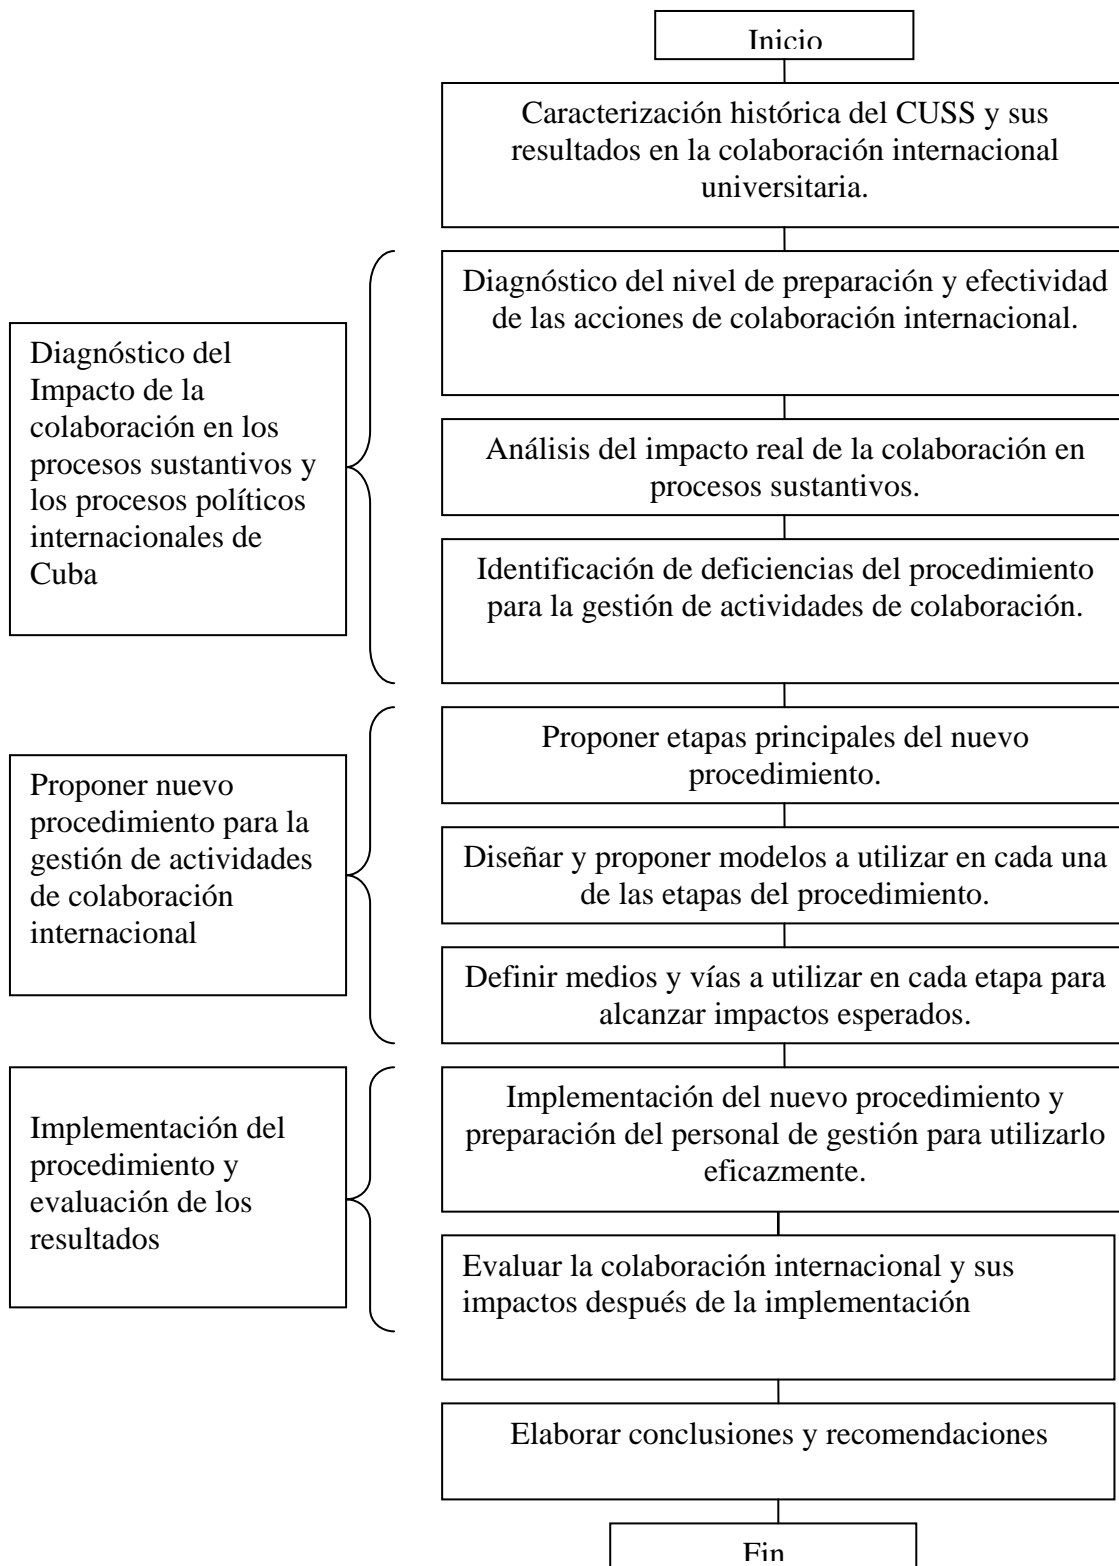 Inicio
Caracterización histórica del CUSS y sus
resultados en la colaboración internacional
universitaria.
Diagnóstico del
Impacto de la
colaboración en los
procesos sustantivos y
los procesos políticos
internacionales de
Cuba
Diagnóstico del nivel de preparación y efectividad
de las acciones de colaboración internacional.
Análisis del impacto real de la colaboración en
procesos sustantivos.
Identificación de deficiencias del procedimiento
para la gestión de actividades de colaboración.
Proponer nuevo
procedimiento para la
gestión de actividades
de colaboración
internacional
Proponer etapas principales del nuevo
procedimiento.
Diseñar y proponer modelos a utilizar en cada una
de las etapas del procedimiento.
Definir medios y vías a utilizar en cada etapa para
alcanzar impactos esperados.
Implementación del
procedimiento y
evaluación de los
resultados
Implementación del nuevo procedimiento y
preparación del personal de gestión para utilizarlo
eficazmente.
Evaluar la colaboración internacional y sus
impactos después de la implementación
Elaborar conclusiones y recomendaciones
Fin